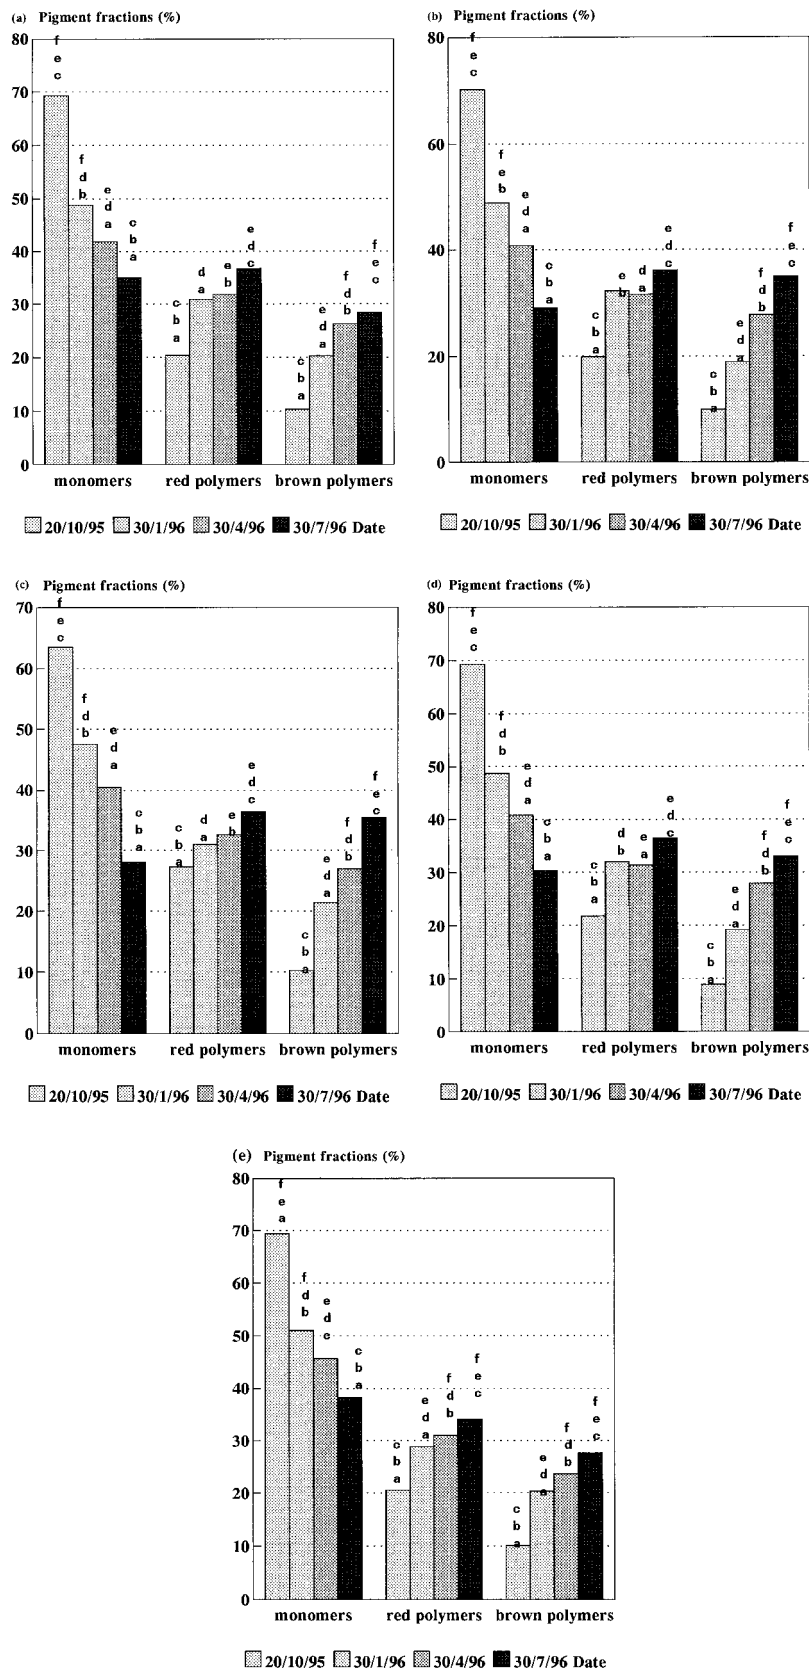 (a) Pigment fractions (%)
80
70
60
50
40
30
20
10
0
f e c
f d b
e d a
c b a
c b a
d a
e b
e d c
c b a
e d a
f d b
f e c
monomers red polymers brown polymers
20/10/95 30/1/96 30/4/96 30/7/96 Date
(b) Pigment fractions (%)
80
60
40
20
0
f e c
f e b
e d a
c b a
c b a
e b
d a
e d c
c b a
e d a
f d b
f e c
monomers red polymers brown polymers
20/10/95 30/1/96 30/4/96 30/7/96 Date
(c) Pigment fractions (%)
70
60
50
40
30
20
10
0
f e c
f d b
e d a
c b a
c b a
d a
e b
e d c
c b a
e d a
f d b
f e c
monomers red polymers brown polymers
20/10/95 30/1/96 30/4/96 30/7/96 Date
(d) Pigment fractions (%)
80
70
60
50
40
30
20
10
0
f e c
f d b
e d a
c b a
c b a
d b
e a
e d c
c b a
e d a
f d b
f e c
monomers red polymers brown polymers
20/10/95 30/1/96 30/4/96 30/7/96 Date
(e) Pigment fractions (%)
80
70
60
50
40
30
20
10
0
f e a
f d b
e d c
c b a
c b a
e d a
f d b
f e c
c b a
e d a
f d b
f e c
monomers red polymers brown polymers
20/10/95 30/1/96 30/4/96 30/7/96 Date